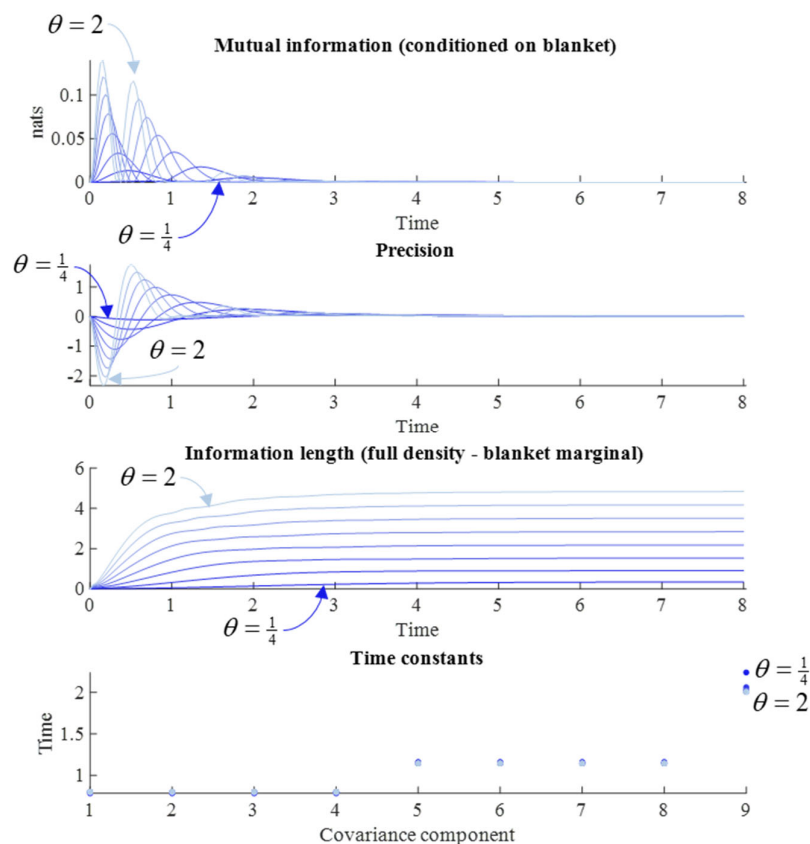 θ = 2
Mutual information (conditioned on blanket)
nats
0.1
0.05
0
0 1 2 3 4 5 6 7 8
Time
θ = 1/4
Precision
θ = 1/4
1
0
-1
-2
θ = 2
0 1 2 3 4 5 6 7 8
Time
Information length (full density - blanket marginal)
6
4
2
0
θ = 2
0 1 2 3 4 5 6 7 8
θ = 1/4
Time
Time constants
Time
2
1.5
1
θ = 1/4
θ = 2
1 2 3 4 5 6 7 8 9
Covariance component